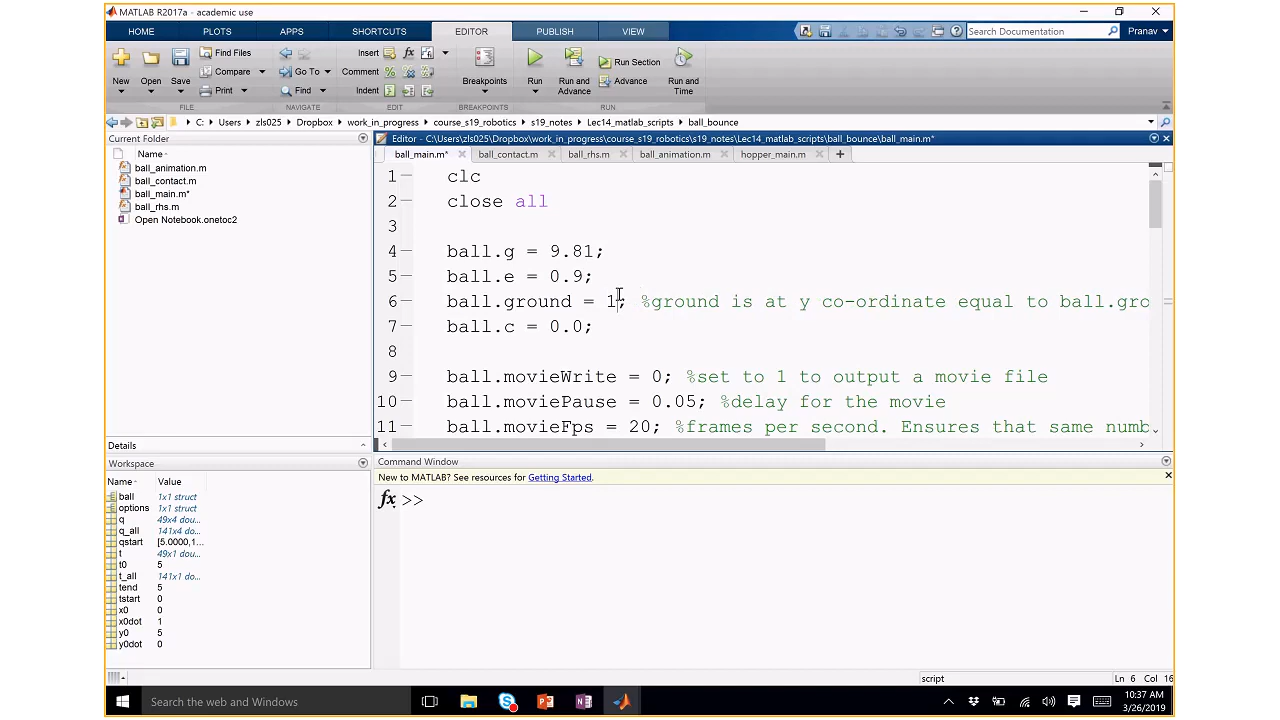 MATLAB R2017a - academic use
HOME PLOTS APPS SHORTCUTS EDITOR PUBLISH VIEW Search Documentation Pranav
New Open Save Find Files Compare Print Insert Comment Indent Go To Find Breakpoints Run Run and Advance Run Section Advance Run and Time
FILE NAVIGATE EDIT BREAKPOINTS RUN
C: Users zls025 Dropbox work_in_progress course_s19_robotics s19_notes Lec14_matlab_scripts ball_bounce
Current Folder
Name
ball_animation.m
ball_contact.m
ball_main.m*
ball_rhs.m
Open Notebook.onetoc2
Details
Workspace
Name Value
ball 1x1 struct
options 1x1 struct
q 49x4 dou...
q_all 141x4 dou...
qstart [5.0000,1...
t 49x1 dou...
t0 5
t_all 141x1 do...
tend 5
tstart 0
x0 0
x0dot 1
y0 5
y0dot 0
Editor - C:\Users\zls025\Dropbox\work_in_progress\course_s19_robotics\s19_notes\Lec14_matlab_scripts\ball_bounce\ball_main.m*
ball_main.m* ball_contact.m ball_rhs.m ball_animation.m hopper_main.m
1 clc
2 close all
3
4 ball.g = 9.81;
5 ball.e = 0.9;
6 ball.ground = 1; %ground is at y co-ordinate equal to ball.gro
7 ball.c = 0.0;
8
9 ball.movieWrite = 0; %set to 1 to output a movie file
10 ball.moviePause = 0.05; %delay for the movie
11 ball.movieFps = 20; %frames per second. Ensures that same numb
Command Window
New to MATLAB? See resources for Getting Started.
fx >>
script Ln 6 Col 16
Search the web and Windows
10:37 AM
3/26/2019